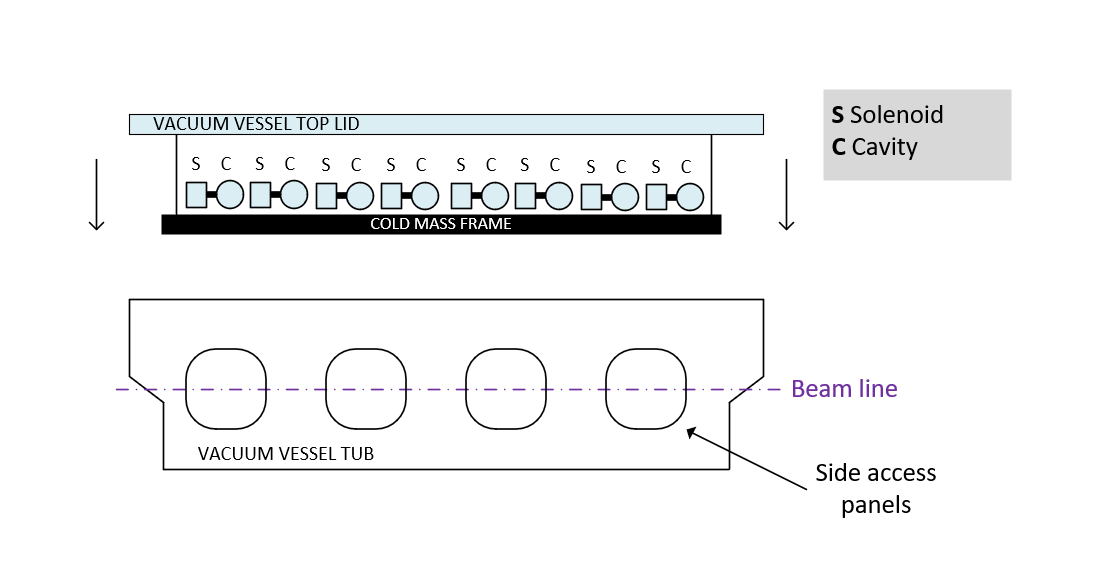 VACUUM VESSEL TOP LID
S Solenoid
C Cavity
S C S C S C S C S C S C S C S C
COLD MASS FRAME
Beam line
VACUUM VESSEL TUB
Side access
panels